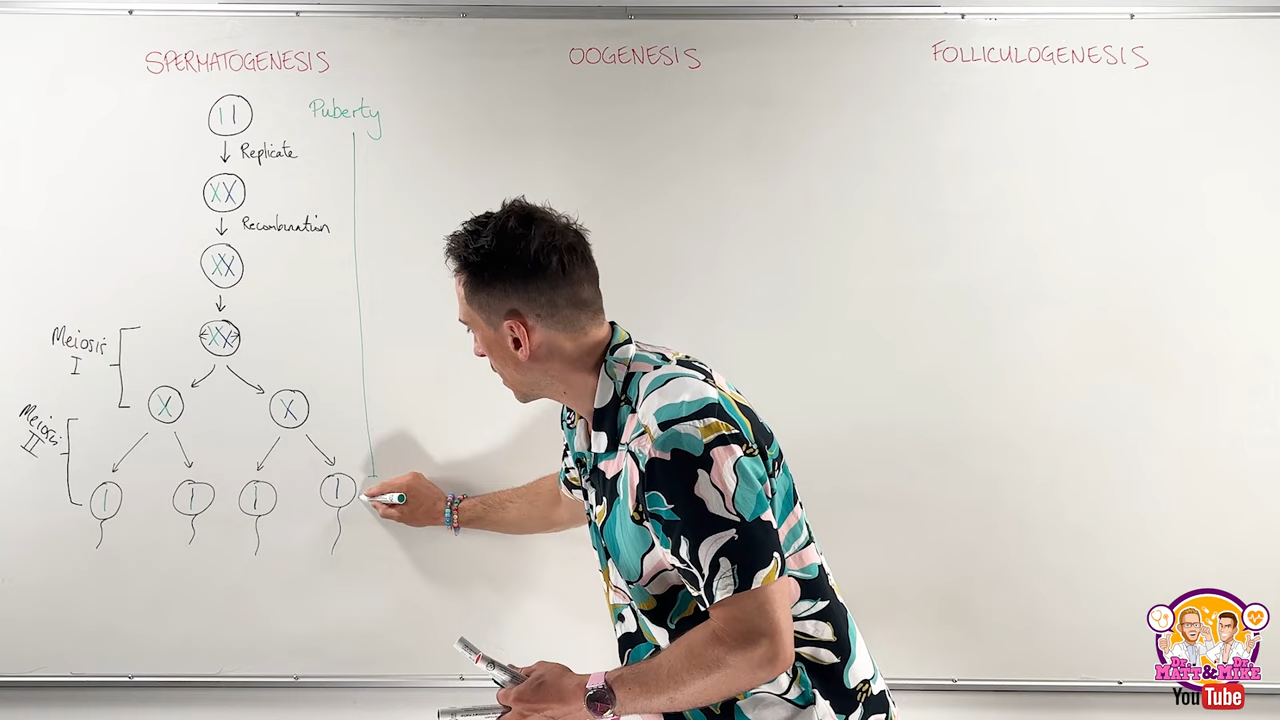 SPERMATOGENESIS
OOGENESIS
FOLLICULOGENESIS
Puberty
Replicate
Recombination
Meiosis
I
Meiosis
II
Dr. Dr.
MATT & MIKE
YouTube